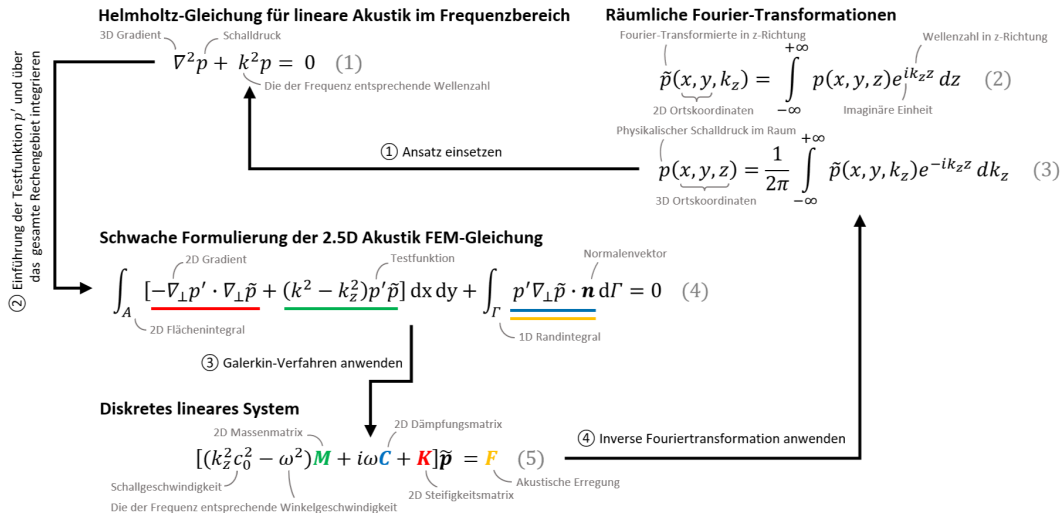 Helmholtz-Gleichung für lineare Akustik im Frequenzbereich
3D Gradient
Schalldruck
∇²p + k²p = 0 (1)
Die der Frequenz entsprechende Wellenzahl
Räumliche Fourier-Transformationen
Fourier-Transformierte in z-Richtung
Wellenzahl in z-Richtung
p̃(x, y, k_z) = ∫_{−∞}^{+∞} p(x, y, z)e^{ik_z z} dz (2)
2D Ortskoordinaten
Imaginäre Einheit
Physikalischer Schalldruck im Raum
p(x, y, z) = 1/2π ∫_{−∞}^{+∞} p̃(x, y, k_z)e^{−ik_z z} dk_z (3)
3D Ortskoordinaten
① Ansatz einsetzen
② Einführung der Testfunktion p′ und über
das gesamte Rechengebiet integrieren
Schwache Formulierung der 2.5D Akustik FEM-Gleichung
2D Gradient
Testfunktion
Normalenvektor
∫_A [−∇_⊥p′ · ∇_⊥p̃ + (k² − k_z²)p′p̃] dx dy + ∫_Γ p′∇_⊥p̃ · n dΓ = 0 (4)
2D Flächenintegral
1D Randintegral
③ Galerkin-Verfahren anwenden
Diskretes lineares System
2D Massenmatrix
2D Dämpfungsmatrix
[(k_z²c_0² − ω²)M + iωC + K]p̃ = F (5)
Schallgeschwindigkeit
Akustische Erregung
2D Steifigkeitsmatrix
Die der Frequenz entsprechende Winkelgeschwindigkeit
④ Inverse Fouriertransformation anwenden